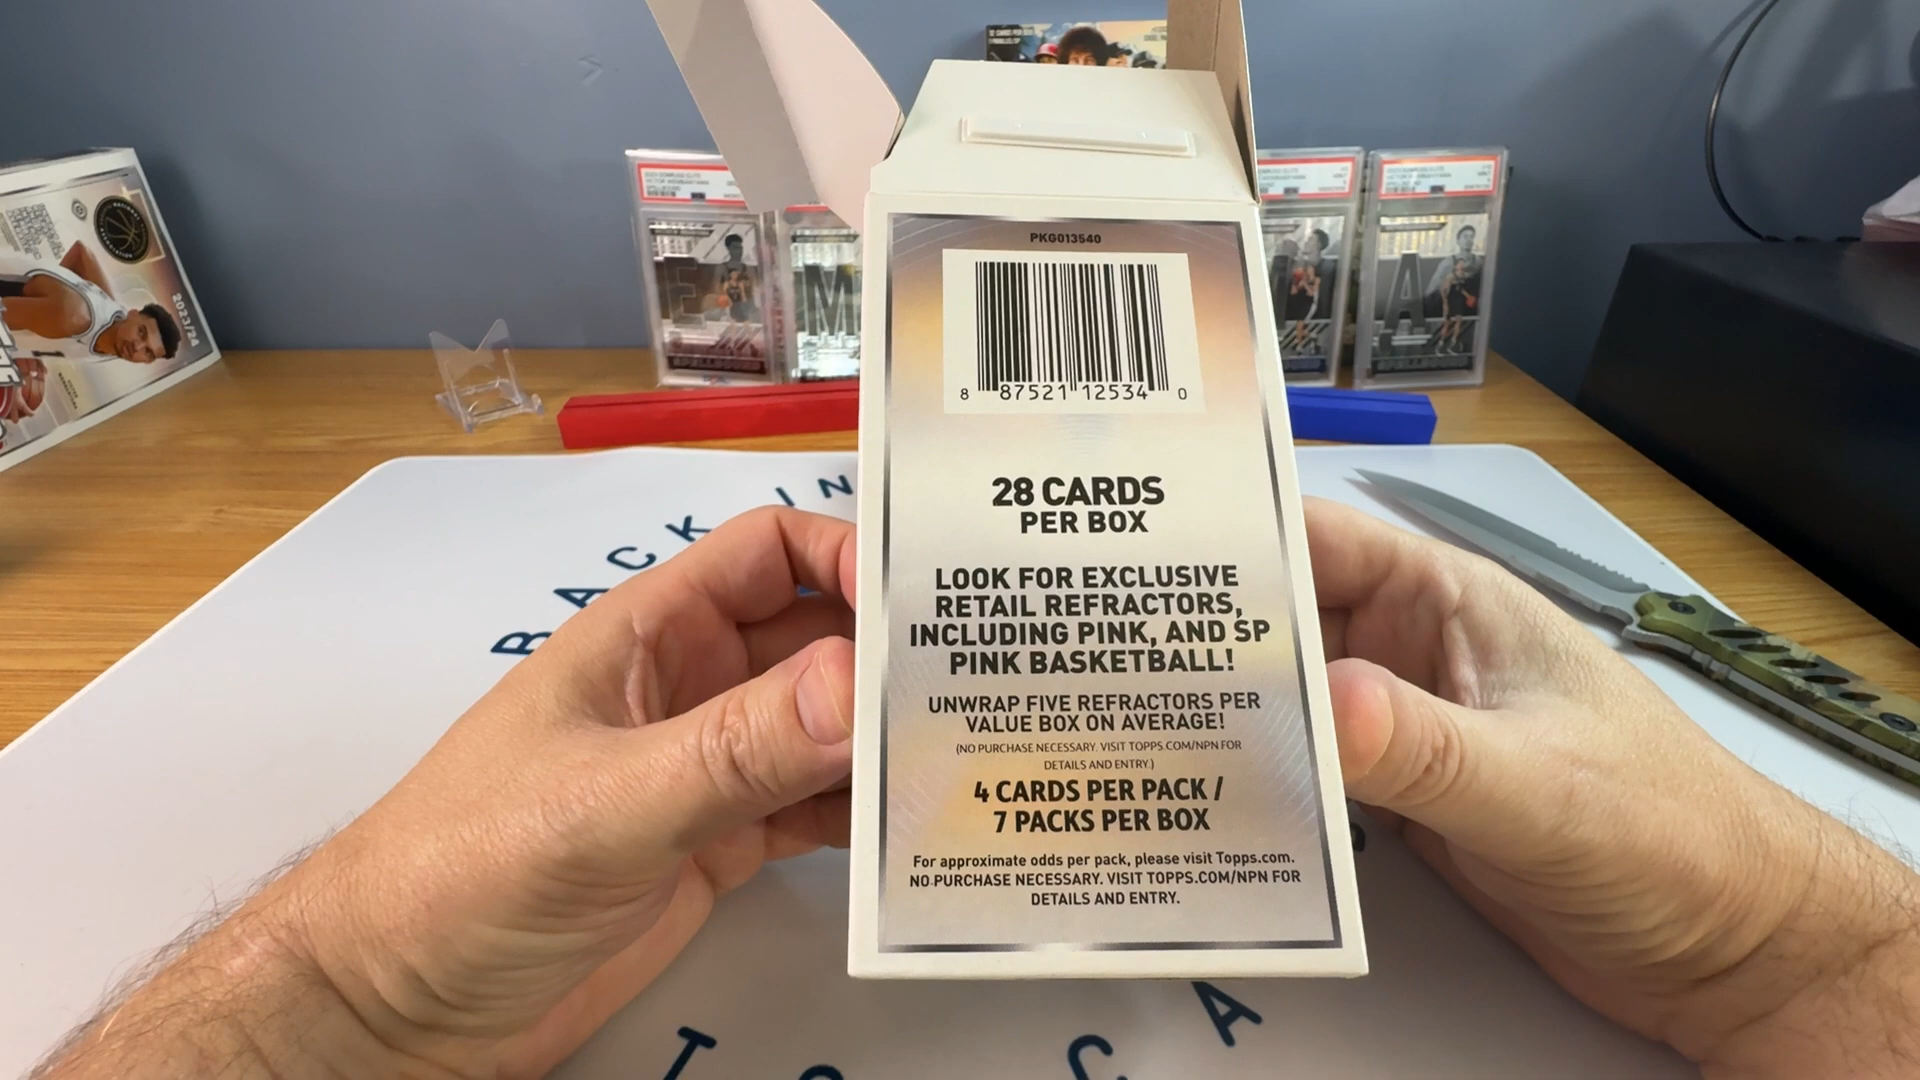 2023/24
PKG013540
8 87521 12534 0
28 CARDS
PER BOX
LOOK FOR EXCLUSIVE
RETAIL REFRACTORS,
INCLUDING PINK, AND SP
PINK BASKETBALL!
UNWRAP FIVE REFRACTORS PER
VALUE BOX ON AVERAGE!
(NO PURCHASE NECESSARY. VISIT TOPPS.COM/NPN FOR
DETAILS AND ENTRY.)
4 CARDS PER PACK /
7 PACKS PER BOX
For approximate odds per pack, please visit Topps.com.
NO PURCHASE NECESSARY. VISIT TOPPS.COM/NPN FOR
DETAILS AND ENTRY.
E
M
A
BACK IN